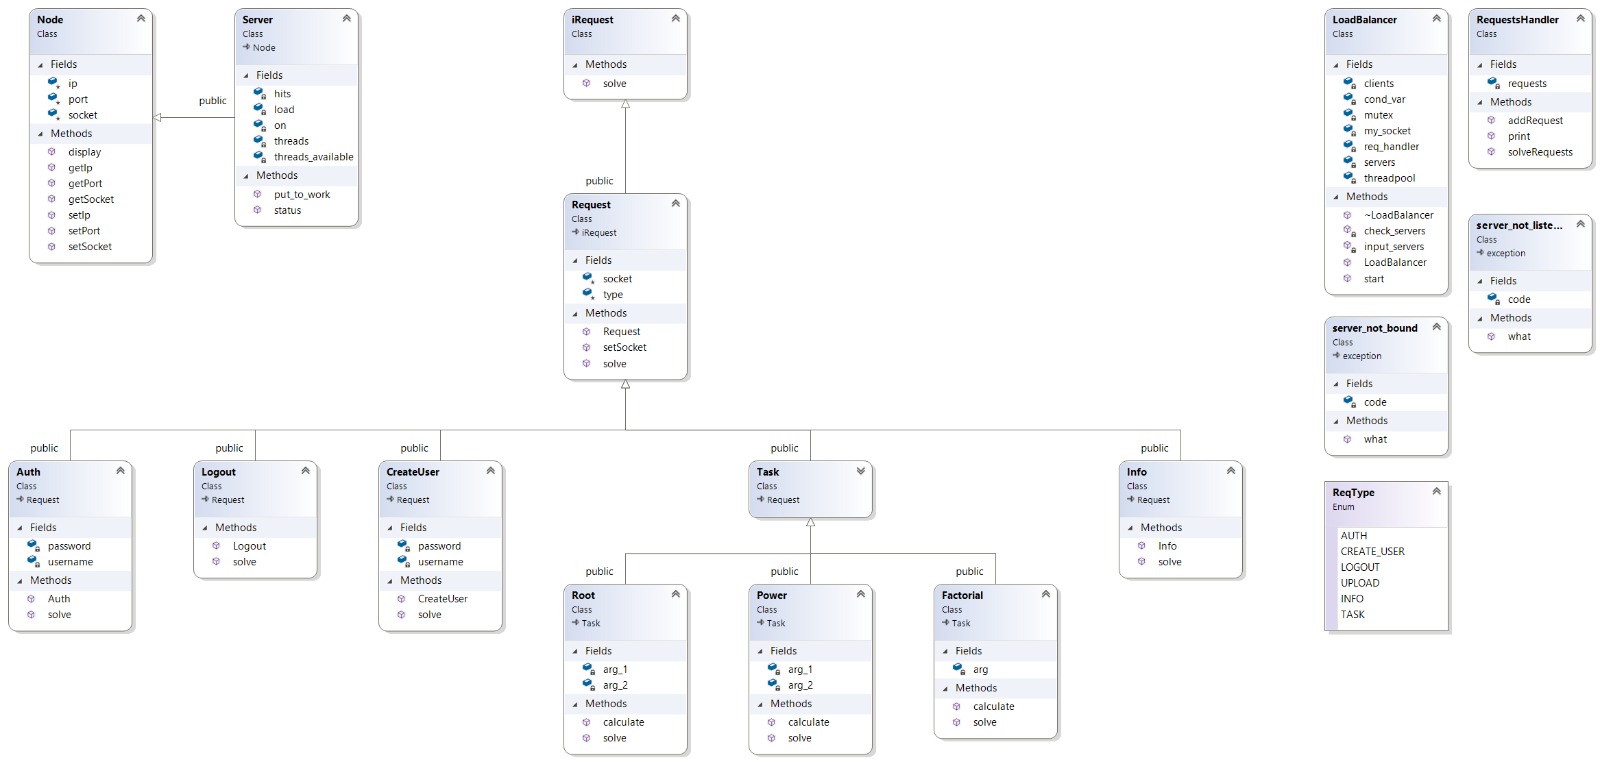 Node
Class
Fields
ip
port
socket
Methods
display
getIp
getPort
getSocket
setIp
setPort
setSocket
public
Server
Class
Node
Fields
hits
load
on
threads
threads_available
Methods
put_to_work
status
iRequest
Class
Methods
solve
public
Request
Class
iRequest
Fields
socket
type
Methods
Request
setSocket
solve
public
Auth
Class
Request
Fields
password
username
Methods
Auth
solve
public
Logout
Class
Request
Methods
Logout
solve
public
CreateUser
Class
Request
Fields
password
username
Methods
CreateUser
solve
public
Task
Class
Request
public
Info
Class
Request
Methods
Info
solve
public
Root
Class
Task
Fields
arg_1
arg_2
Methods
calculate
solve
public
Power
Class
Task
Fields
arg_1
arg_2
Methods
calculate
solve
public
Factorial
Class
Task
Fields
arg
Methods
calculate
solve
LoadBalancer
Class
Fields
clients
cond_var
mutex
my_socket
req_handler
servers
threadpool
Methods
~LoadBalancer
check_servers
input_servers
LoadBalancer
start
RequestsHandler
Class
Fields
requests
Methods
addRequest
print
solveRequests
server_not_liste...
Class
exception
Fields
code
Methods
what
server_not_bound
Class
exception
Fields
code
Methods
what
ReqType
Enum
AUTH
CREATE_USER
LOGOUT
UPLOAD
INFO
TASK